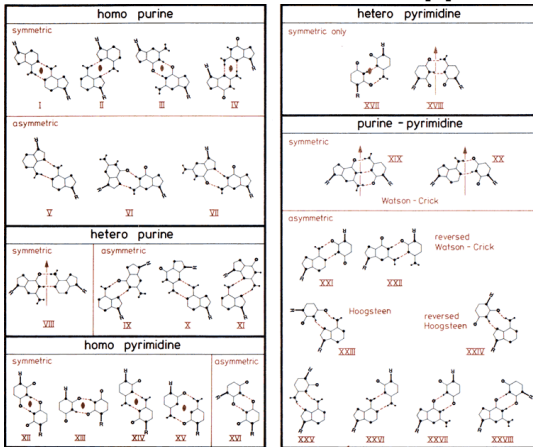 homo purine
symmetric
I II III IV
asymmetric
V VI VII
hetero purine
symmetric asymmetric
VIII IX X XI
homo pyrimidine
symmetric asymmetric
XII XIII XIV XV XVI
hetero pyrimidine
symmetric only
XVII XVIII
purine - pyrimidine
symmetric
XIX XX
Watson - Crick
asymmetric
reversed
Watson - Crick
XXI XXII
Hoogsteen
reversed
Hoogsteen
XXIII XXIV
XXV XXVI XXVII XXVIII